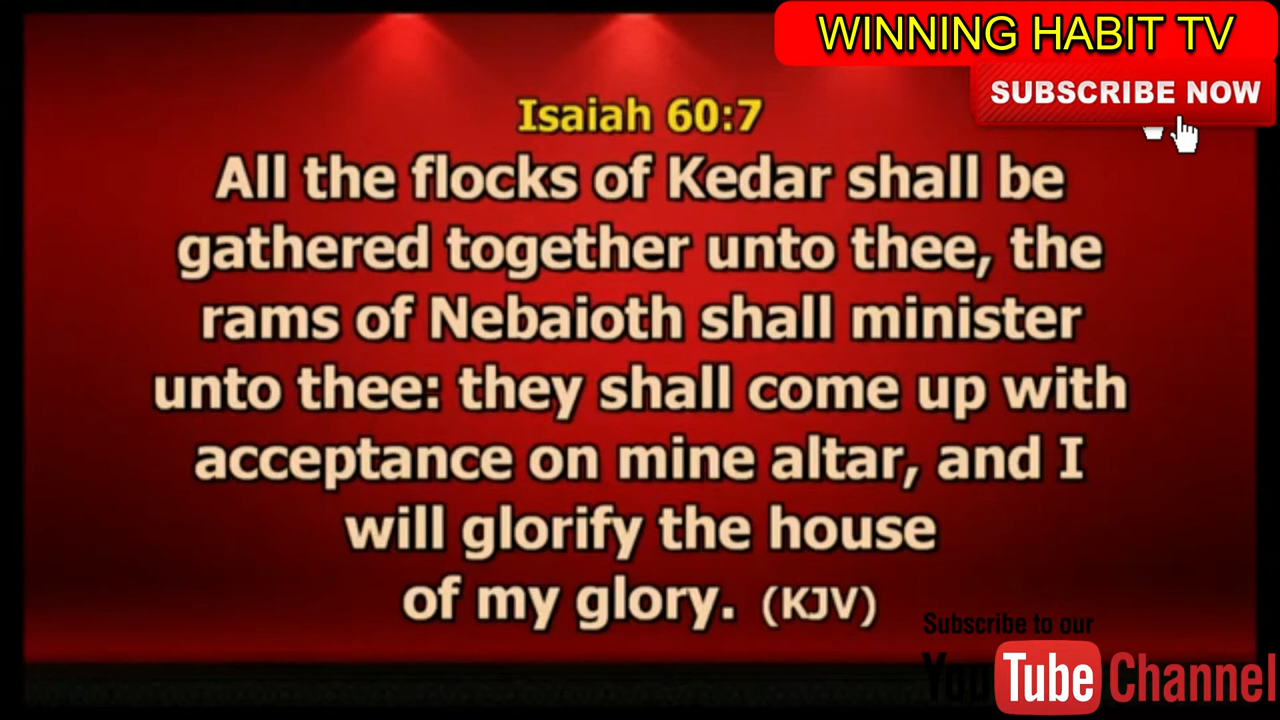 WINNING HABIT TV
SUBSCRIBE NOW
Isaiah 60:7
All the flocks of Kedar shall be
gathered together unto thee, the
rams of Nebaioth shall minister
unto thee: they shall come up with
acceptance on mine altar, and I
will glorify the house
of my glory. (KJV)
Subscribe to our
YouTube Channel